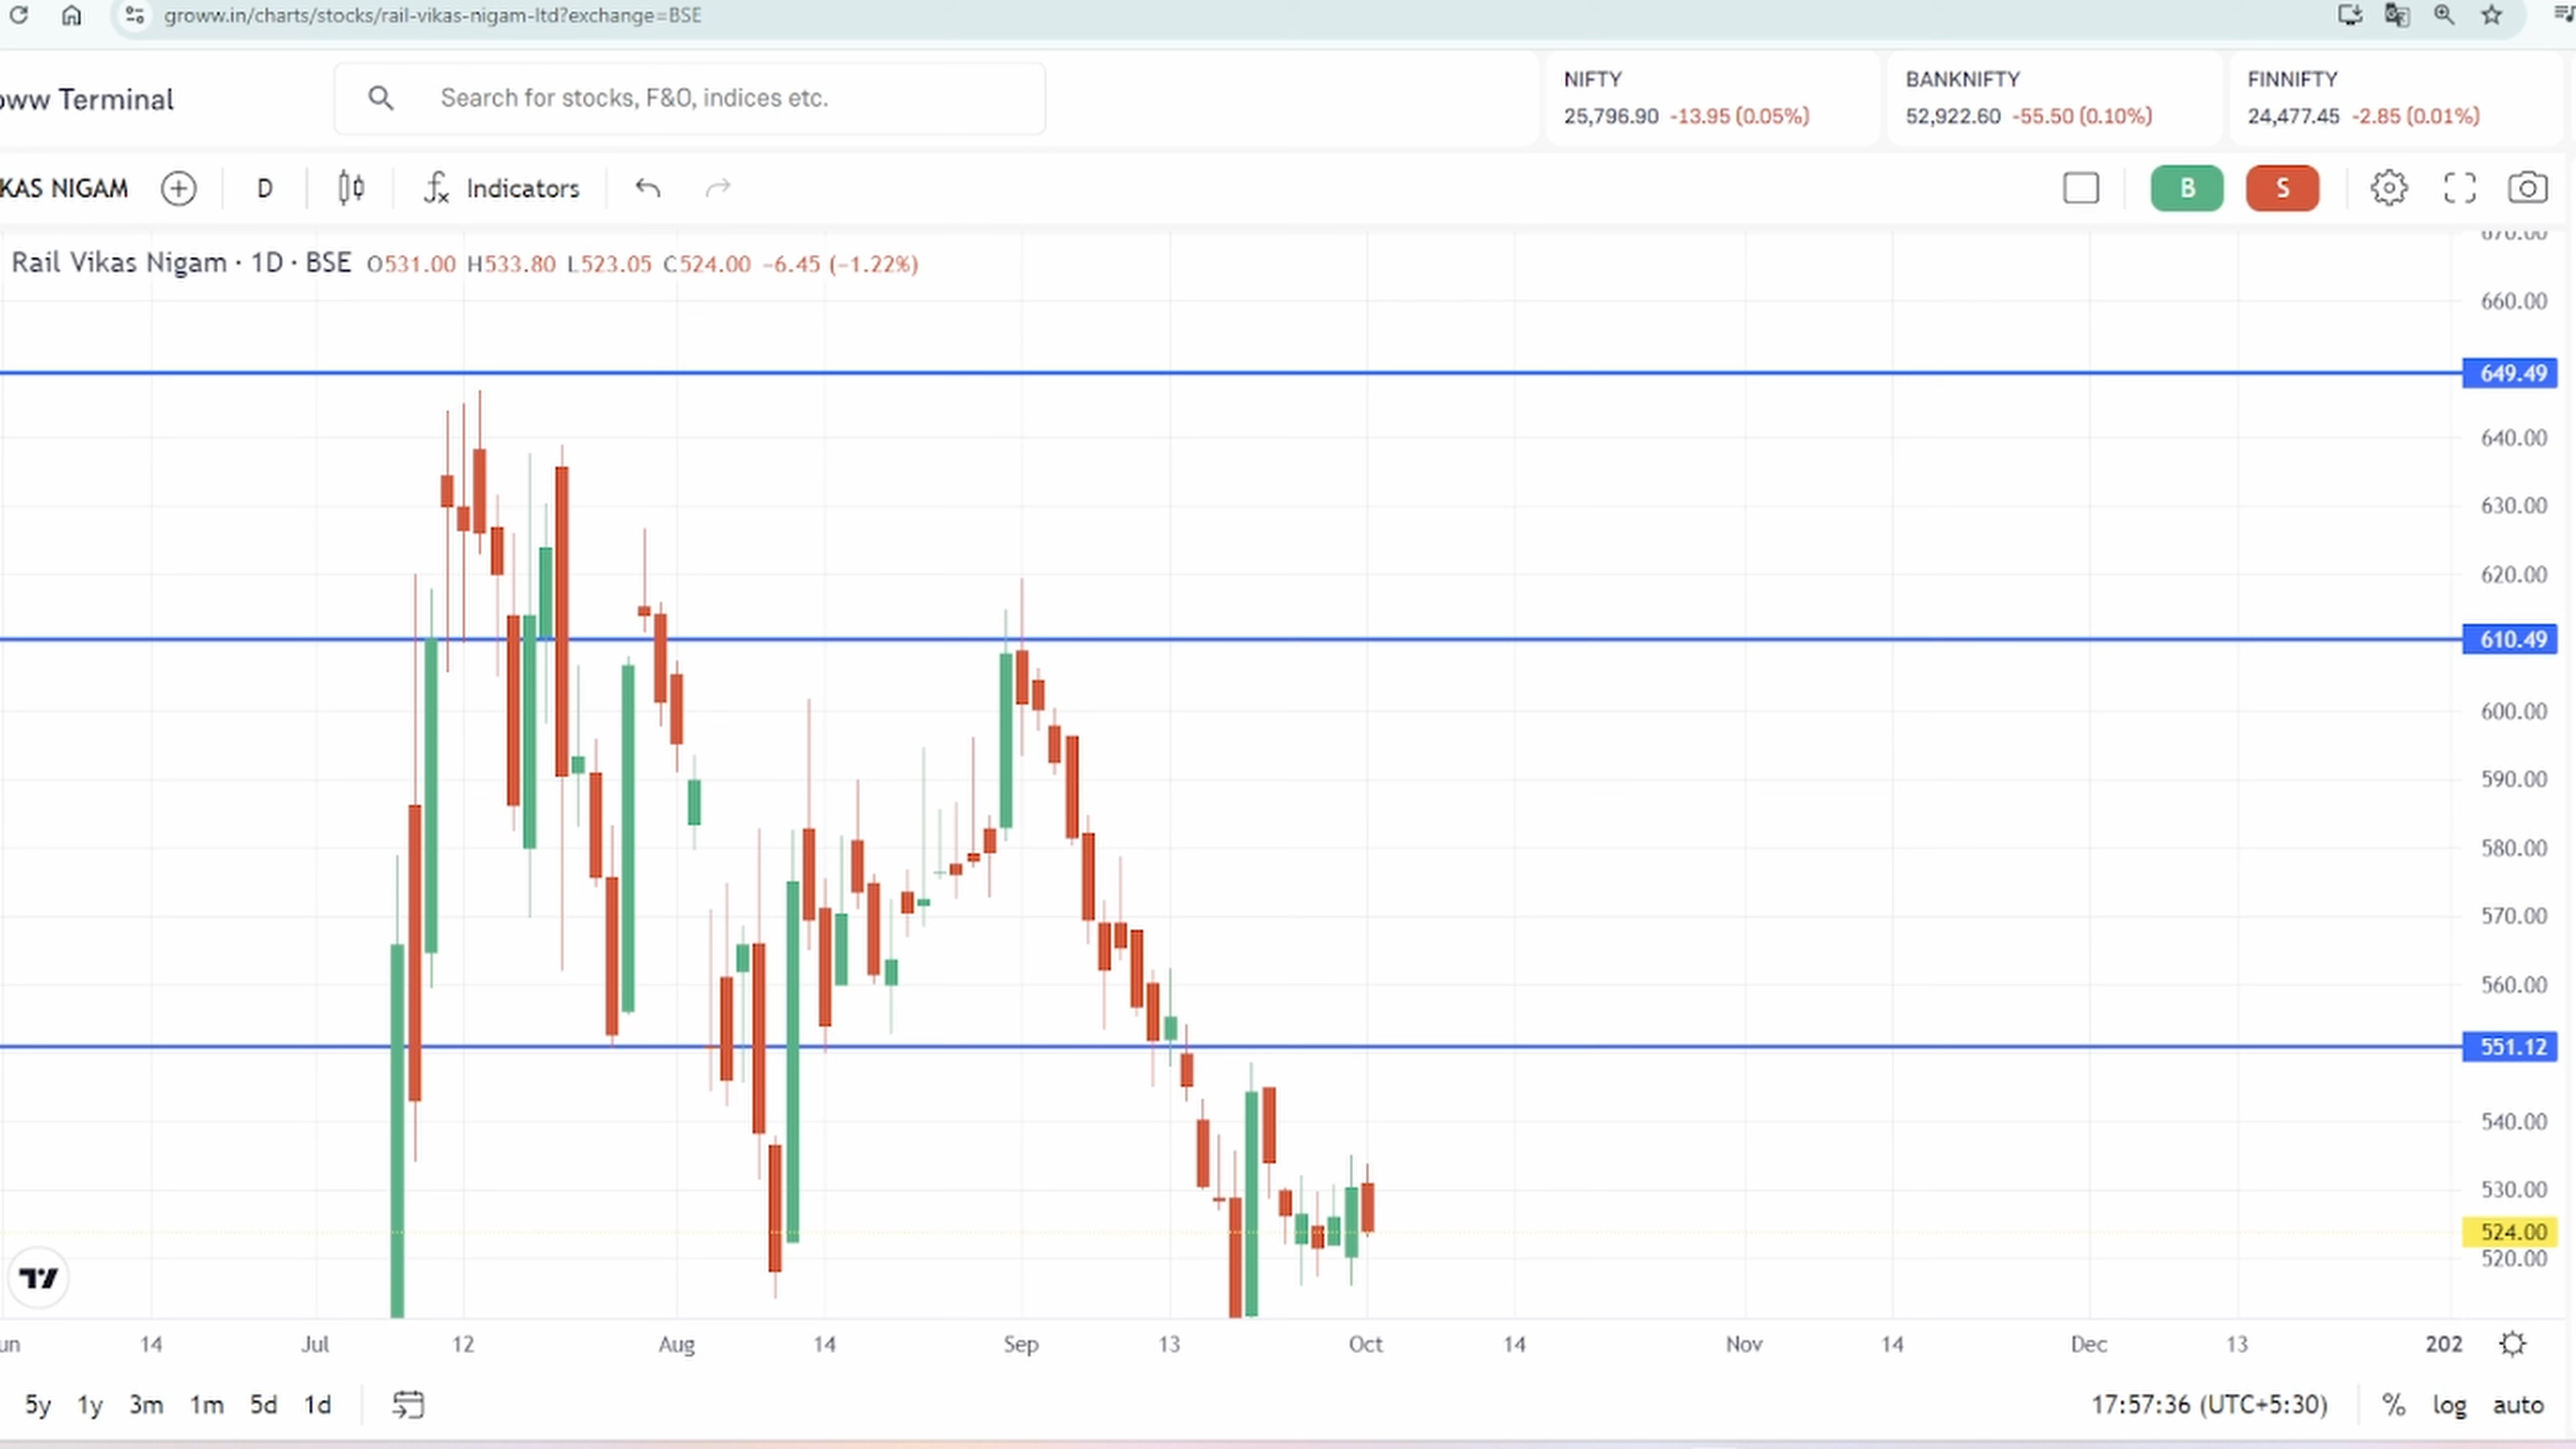 groww.in/charts/stocks/rail-vikas-nigam-ltd?exchange=BSE
oww Terminal
Search for stocks, F&O, indices etc.
NIFTY
25,796.90 -13.95 (0.05%)
BANKNIFTY
52,922.60 -55.50 (0.10%)
FINNIFTY
24,477.45 -2.85 (0.01%)
KAS NIGAM
D
Indicators
B
S
Rail Vikas Nigam · 1D · BSE O531.00 H533.80 L523.05 C524.00 −6.45 (−1.22%)
670.00
660.00
649.49
640.00
630.00
620.00
610.49
600.00
590.00
580.00
570.00
560.00
551.12
540.00
530.00
524.00
520.00
un 14 Jul 12 Aug 14 Sep 13 Oct 14 Nov 14 Dec 13 202
5y 1y 3m 1m 5d 1d
17:57:36 (UTC+5:30) % log auto